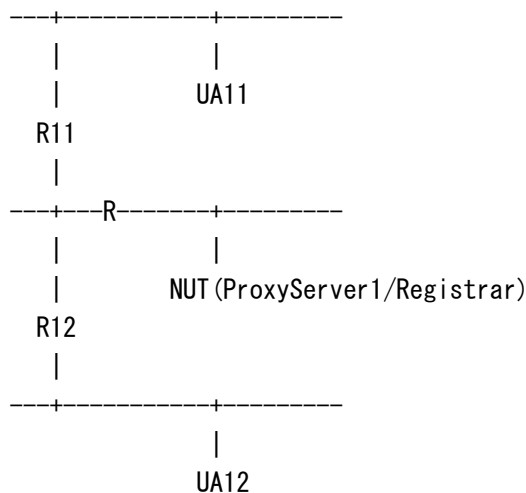 ---+-----------+---------
   |           |
   |         UA11
  R11
   |
---+---R-------+---------
   |           |
   |       NUT(ProxyServer1/Registrar)
  R12
   |
---+-----------+---------
               |
             UA12